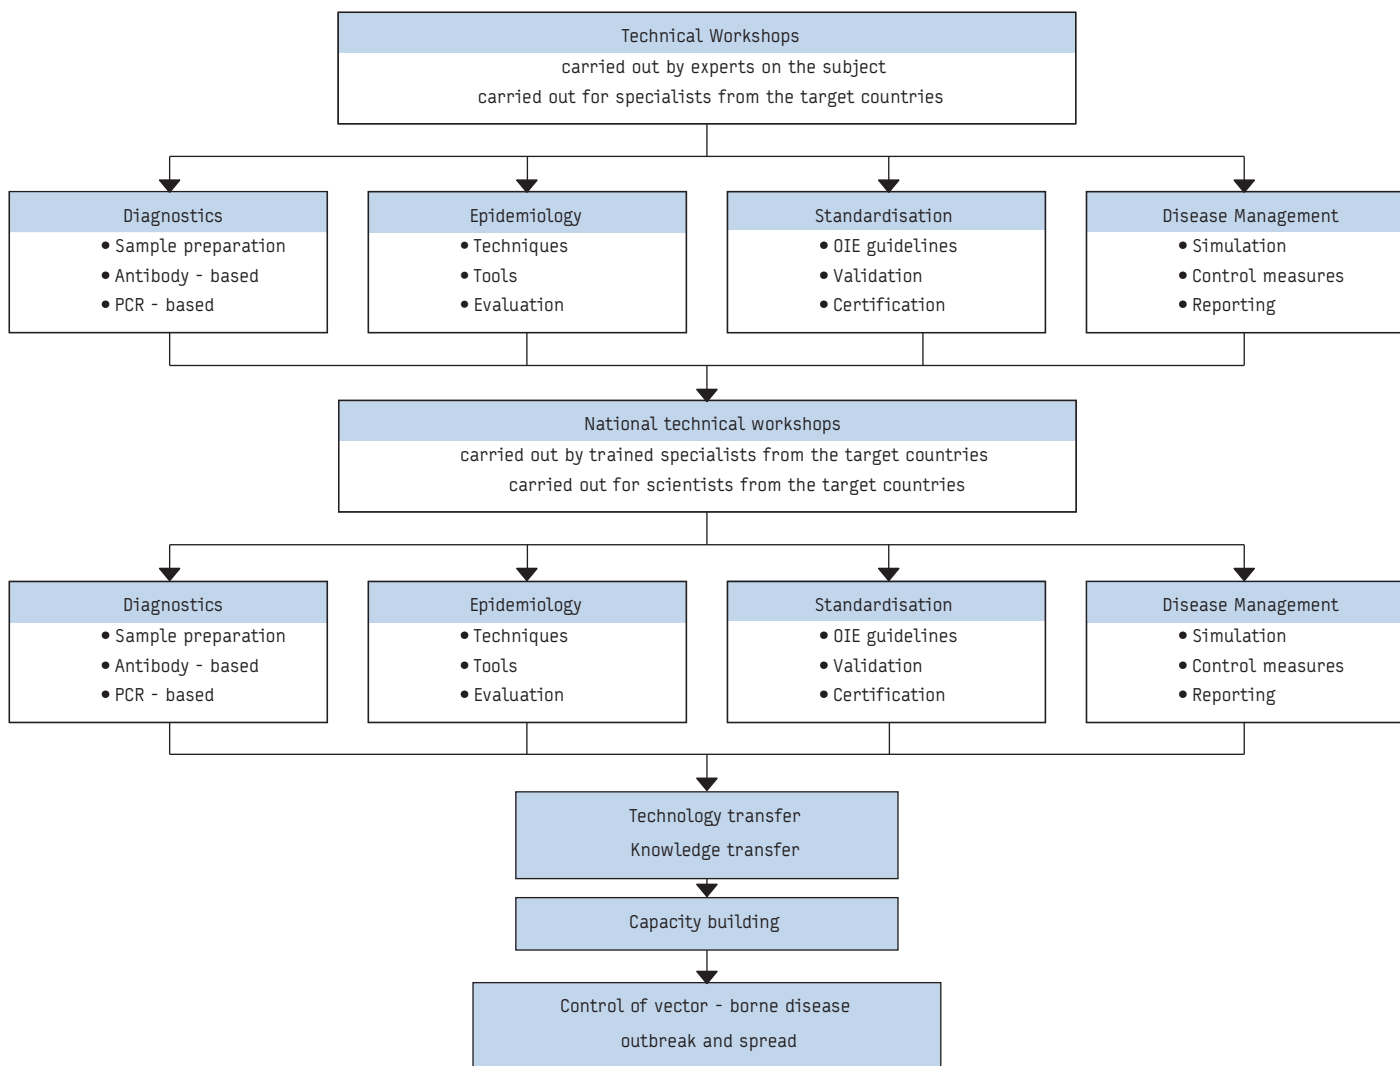 Technical Workshops
carried out by experts on the subject
carried out for specialists from the target countries
Diagnostics
• Sample preparation
• Antibody - based
• PCR - based
Epidemiology
• Techniques
• Tools
• Evaluation
Standardisation
• OIE guidelines
• Validation
• Certification
Disease Management
• Simulation
• Control measures
• Reporting
National technical workshops
carried out by trained specialists from the target countries
carried out for scientists from the target countries
Diagnostics
• Sample preparation
• Antibody - based
• PCR - based
Epidemiology
• Techniques
• Tools
• Evaluation
Standardisation
• OIE guidelines
• Validation
• Certification
Disease Management
• Simulation
• Control measures
• Reporting
Technology transfer
Knowledge transfer
Capacity building
Control of vector - borne disease
outbreak and spread